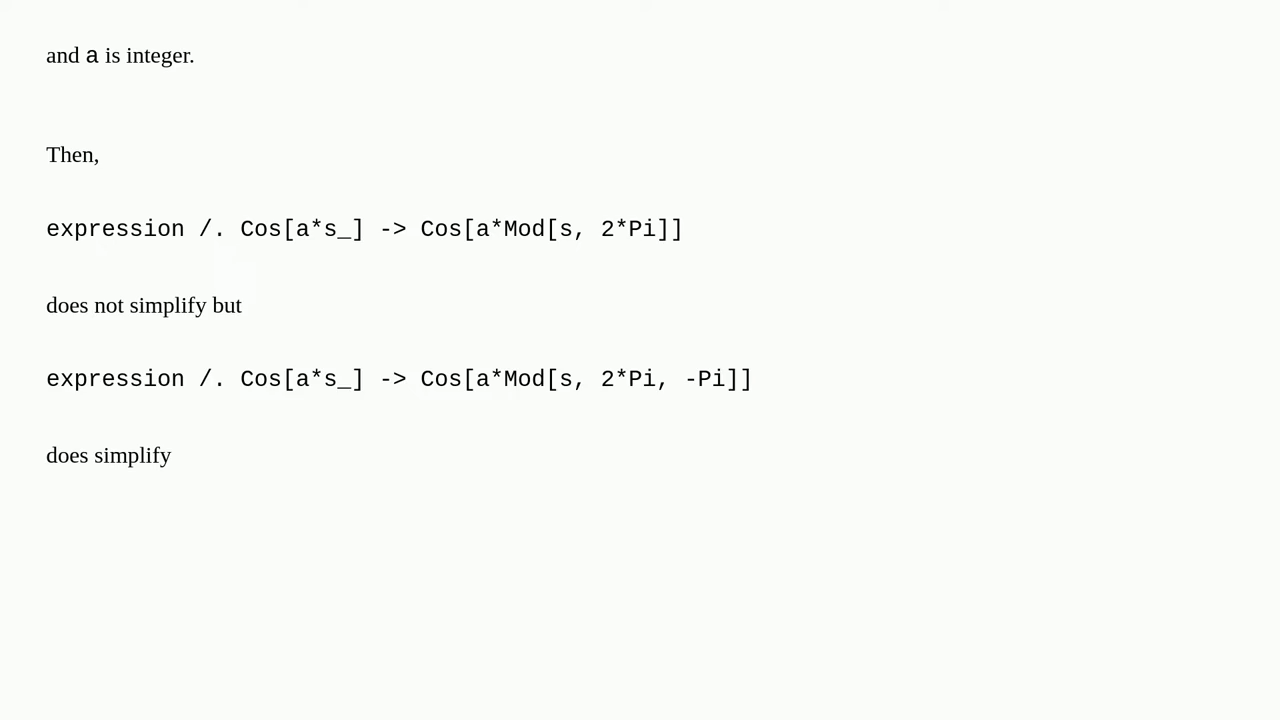 and a is integer.
Then,
expression /. Cos[a*s_] -> Cos[a*Mod[s, 2*Pi]]
does not simplify but
expression /. Cos[a*s_] -> Cos[a*Mod[s, 2*Pi, -Pi]]
does simplify